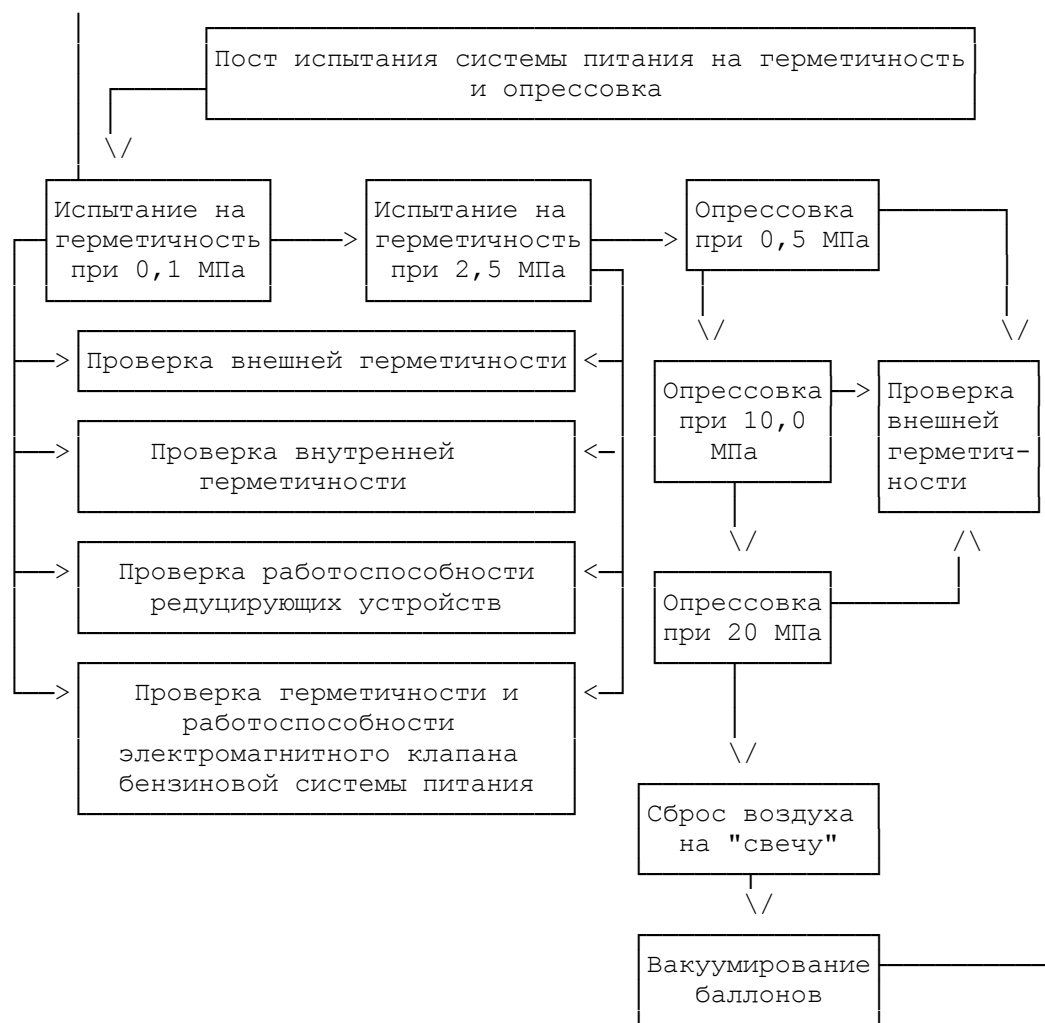 Пост испытания системы питания на герметичность
и опрессовка
Испытание на
герметичность
при 0,1 МПа
Испытание на
герметичность
при 2,5 МПа
Опрессовка
при 0,5 МПа
Проверка внешней герметичности
Проверка внутренней
герметичности
Проверка работоспособности
редуцирующих устройств
Проверка герметичности и
работоспособности
электромагнитного клапана
бензиновой системы питания
Опрессовка
при 10,0
МПа
Проверка
внешней
герметич-
ности
Опрессовка
при 20 МПа
Сброс воздуха
на "свечу"
Вакуумирование
баллонов